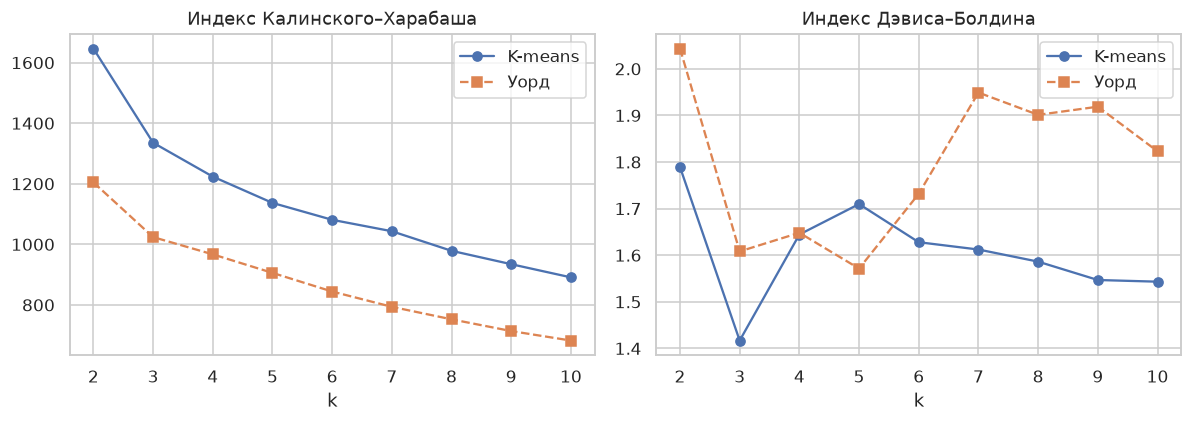 Индекс Калинского–Харабаша
1600
1400
1200
1000
800
2 3 4 5 6 7 8 9 10
k
K-means
Уорд
Индекс Дэвиса–Болдина
2.0
1.9
1.8
1.7
1.6
1.5
1.4
2 3 4 5 6 7 8 9 10
k
K-means
Уорд